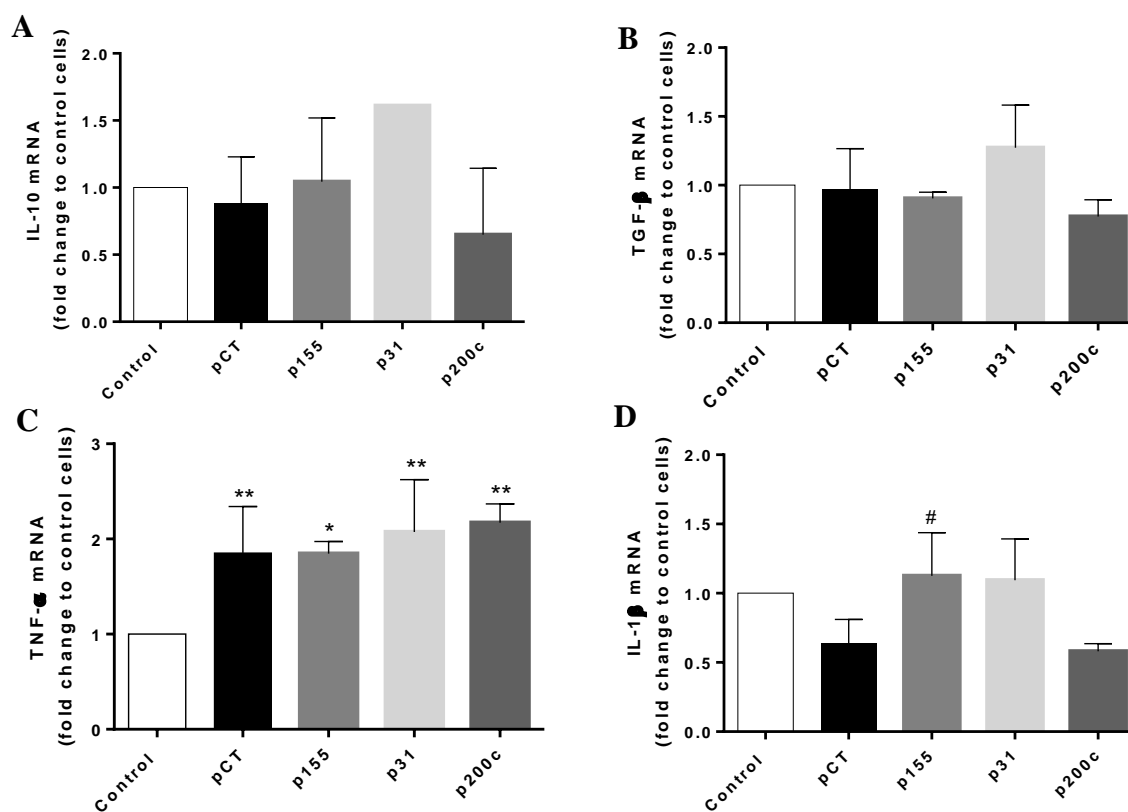 A
IL-10 mRNA
(fold change to control cells)
2.0
1.5
1.0
0.5
0.0
Control
pCT
p155
p31
p200c
B
TGF-β mRNA
(fold change to control cells)
2.0
1.5
1.0
0.5
0.0
Control
pCT
p155
p31
p200c
C
TNF-α mRNA
(fold change to control cells)
3
2
1
0
**
*
**
**
Control
pCT
p155
p31
p200c
D
IL-1β mRNA
(fold change to control cells)
2.0
1.5
1.0
0.5
0.0
#
Control
pCT
p155
p31
p200c